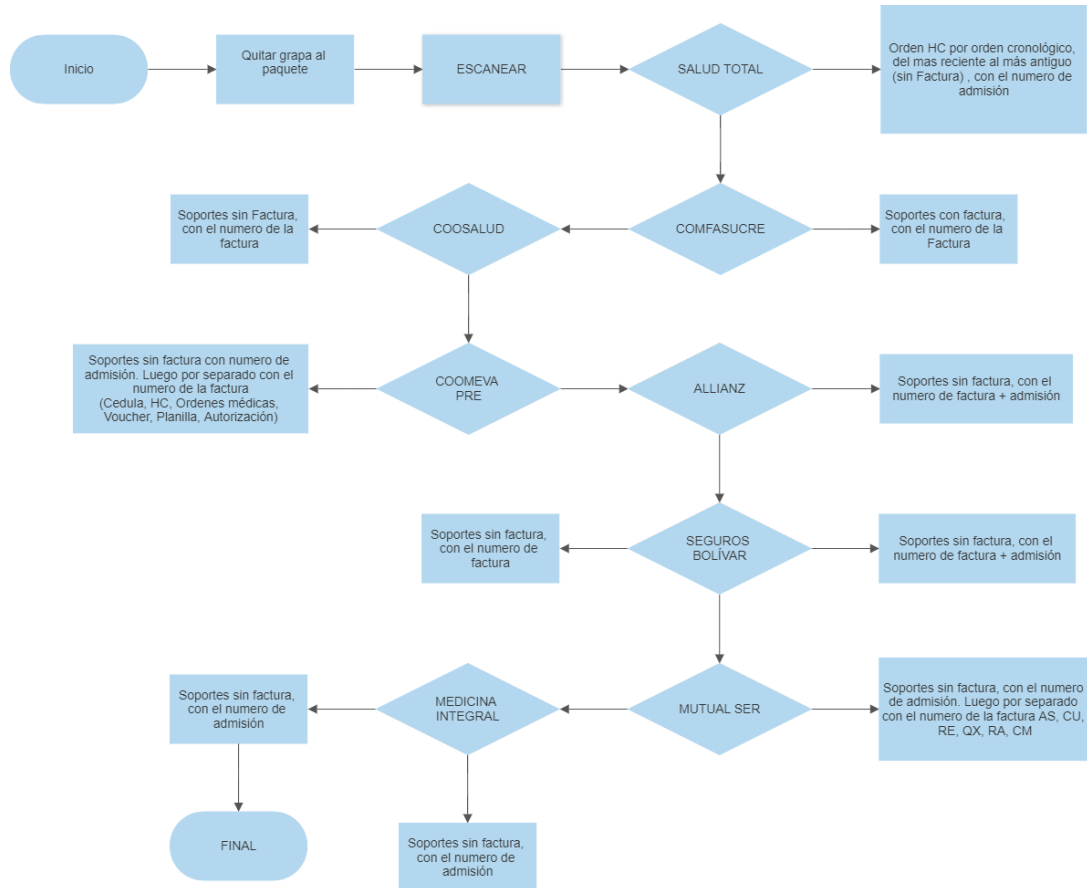 Inicio
Quitar grapa al
paquete
ESCANEAR
SALUD TOTAL
Orden HC por orden cronológico,
del mas reciente al más antiguo
(sin Factura) , con el numero de
admisión
Soportes sin Factura,
con el numero de la
factura
COOSALUD
COMFASUCRE
Soportes con factura,
con el numero de la
Factura
Soportes sin factura con numero de
admisión. Luego por separado con el
numero de la factura
(Cedula, HC, Ordenes médicas,
Voucher, Planilla, Autorización)
COOMEVA
PRE
ALLIANZ
Soportes sin factura, con el
numero de factura + admisión
Soportes sin factura,
con el numero de
factura
SEGUROS
BOLÍVAR
Soportes sin factura, con el
numero de factura + admisión
Soportes sin factura,
con el numero de
admisión
MEDICINA
INTEGRAL
MUTUAL SER
Soportes sin factura, con el numero
de admisión. Luego por separado
con el numero de la factura AS, CU,
RE, QX, RA, CM
FINAL
Soportes sin factura,
con el numero de
admisión